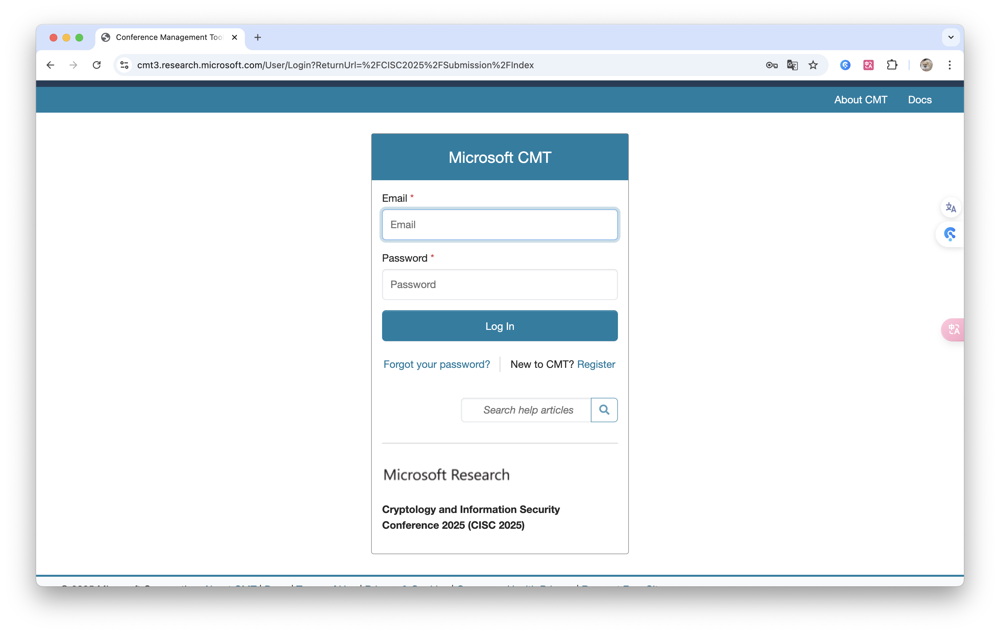 Conference Management Too
cmt3.research.microsoft.com/User/Login?ReturnUrl=%2FCISC2025%2FSubmission%2FIndex
About CMT Docs
Microsoft CMT
Email *
Email
Password *
Password
Log In
Forgot your password? New to CMT? Register
Search help articles
Microsoft Research
Cryptology and Information Security
Conference 2025 (CISC 2025)